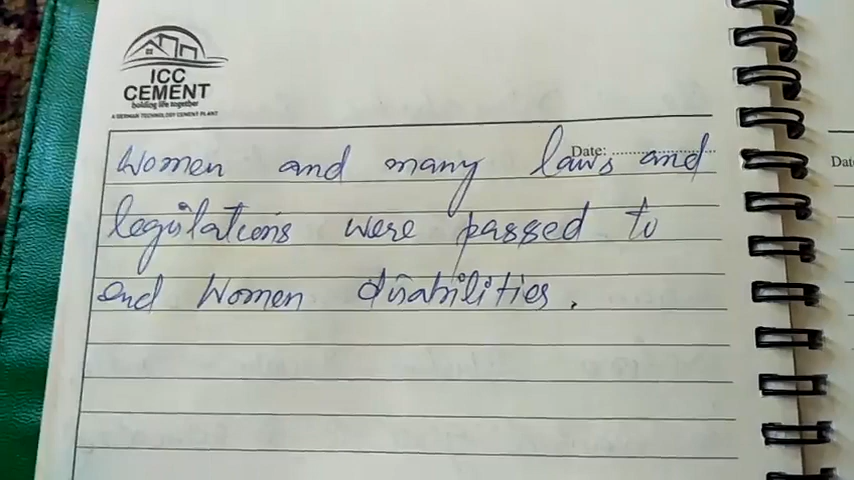 ICC
CEMENT
building life together
A GERMAN TECHNOLOGY CEMENT PLANT
Date:
Women and many laws and
legislations were passed to
end women disabilities.
Date